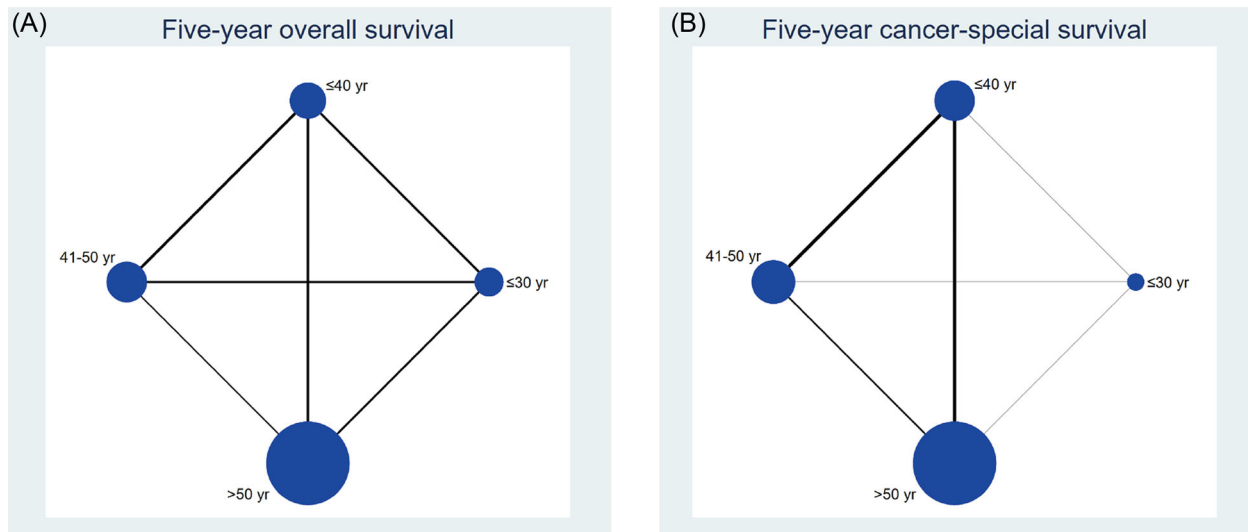 (A)
Five-year overall survival
≤40 yr
41-50 yr
≤30 yr
>50 yr
(B)
Five-year cancer-special survival
≤40 yr
41-50 yr
≤30 yr
>50 yr